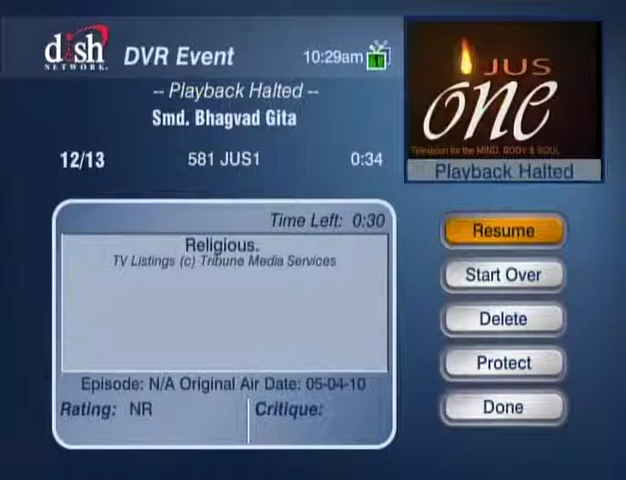 dish
NETWORK.
DVR Event
10:29am
1
-- Playback Halted --
Smd. Bhagvad Gita
12/13 581 JUS1 0:34
JUS
one
Television for the MIND, BODY & SOUL
Playback Halted
Time Left: 0:30
Religious.
TV Listings (c) Tribune Media Services
Episode: N/A Original Air Date: 05-04-10
Rating: NR Critique:
Resume
Start Over
Delete
Protect
Done